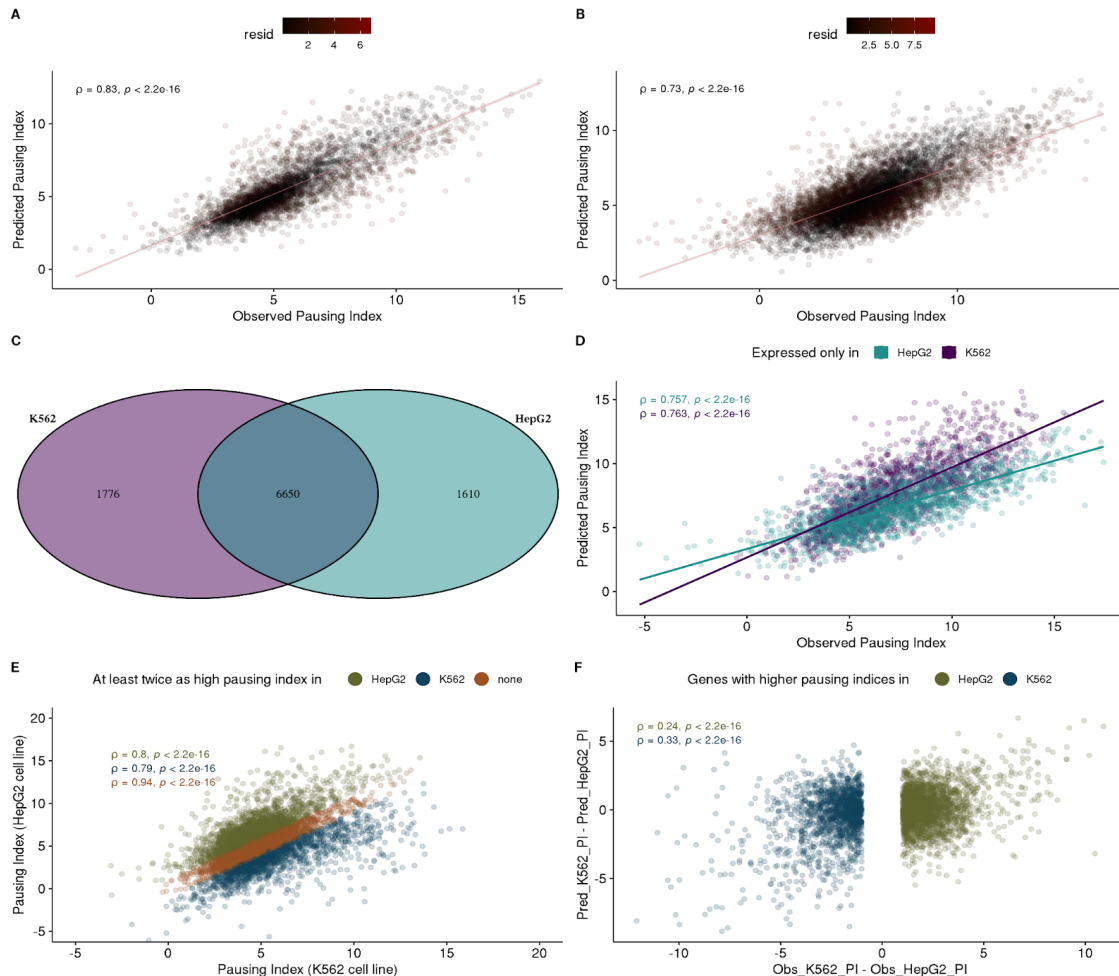 A
resid
2 4 6
ρ = 0.83, p < 2.2e-16
10
5
0
Predicted Pausing Index
0 5 10 15
Observed Pausing Index
B
resid
2.5 5.0 7.5
ρ = 0.73, p < 2.2e-16
10
5
0
Predicted Pausing Index
0 10
Observed Pausing Index
C
K562
HepG2
1776 6650 1610
D
Expressed only in HepG2 K562
ρ = 0.757, p < 2.2e-16
ρ = 0.763, p < 2.2e-16
15
10
5
0
Predicted Pausing Index
-5 0 5 10 15
Observed Pausing Index
E
At least twice as high pausing index in HepG2 K562 none
ρ = 0.8, p < 2.2e-16
ρ = 0.79, p < 2.2e-16
ρ = 0.94, p < 2.2e-16
20
15
10
5
0
-5
Pausing Index (HepG2 cell line)
-5 0 5 10 15 20
Pausing Index (K562 cell line)
F
Genes with higher pausing indices in HepG2 K562
ρ = 0.24, p < 2.2e-16
ρ = 0.33, p < 2.2e-16
5
0
-5
Pred_K562_PI - Pred_HepG2_PI
-10 -5 0 5 10
Obs_K562_PI - Obs_HepG2_PI